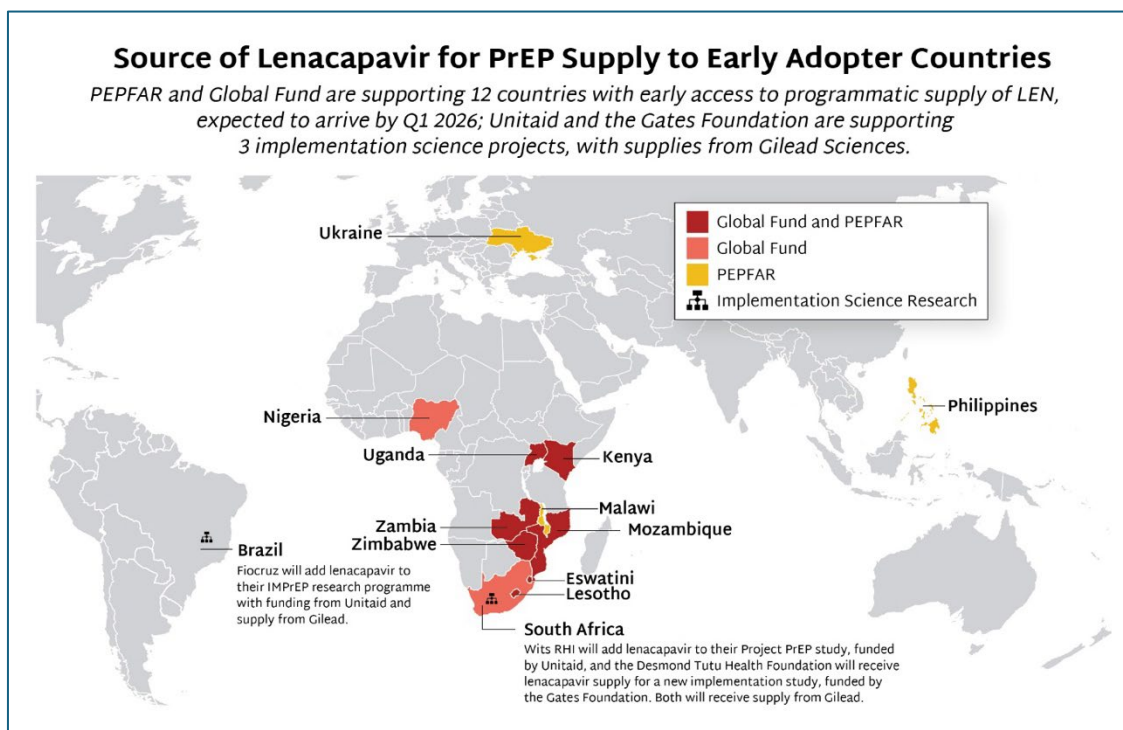 Source of Lenacapavir for PrEP Supply to Early Adopter Countries
PEPFAR and Global Fund are supporting 12 countries with early access to programmatic supply of LEN,
expected to arrive by Q1 2026; Unitaid and the Gates Foundation are supporting
3 implementation science projects, with supplies from Gilead Sciences.
Global Fund and PEPFAR
Global Fund
PEPFAR
Implementation Science Research
Ukraine
Philippines
Nigeria
Uganda
Kenya
Malawi
Zambia
Mozambique
Zimbabwe
Eswatini
Lesotho
Brazil
Fiocruz will add lenacapavir to
their IMPrEP research programme
with funding from Unitaid and
supply from Gilead.
South Africa
Wits RHI will add lenacapavir to their Project PrEP study, funded
by Unitaid, and the Desmond Tutu Health Foundation will receive
lenacapavir supply for a new implementation study, funded by
the Gates Foundation. Both will receive supply from Gilead.